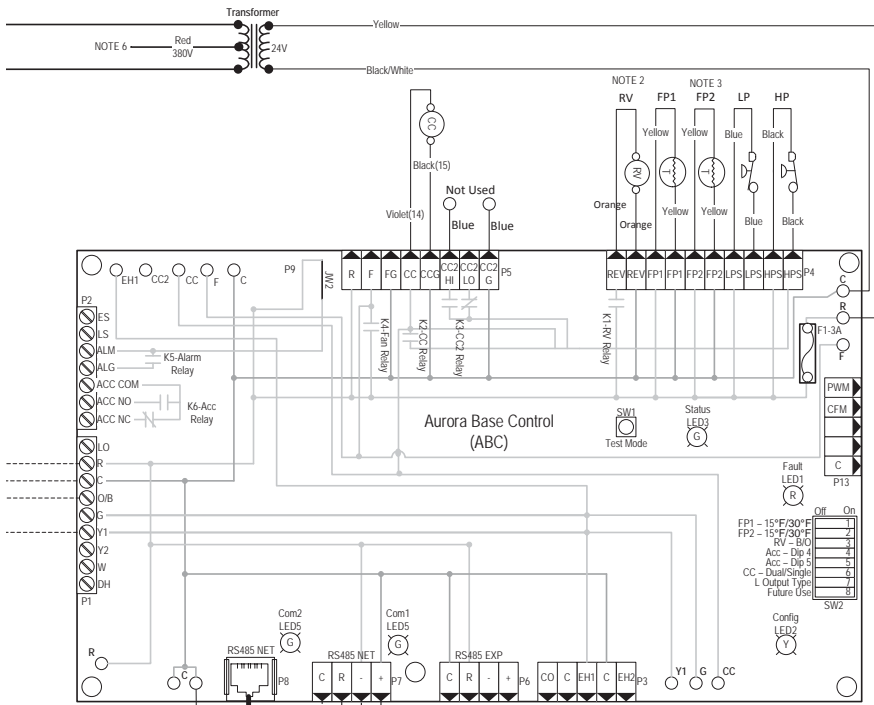 Transformer
Yellow
NOTE 6
Red
380V
24V
Black/White
NOTE 2
NOTE 3
RV
FP1
FP2
LP
HP
CC
Yellow
Yellow
Blue
Black
Black(15)
T
T
RV
Not Used
Orange
Violet(14)
Blue
Blue
Orange
Yellow
Yellow
Blue
Black
EH1
CC2
CC
F
C
P9
JW2
R
F
FG
CC
CCG
CC2 HI
CC2 LO
CC2 G
P5
REV
REV
FP1
FP1
FP2
FP2
LPS
LPS
HPS
HPS
P4
C
R
F
F1-3A
P2
ES
LS
ALM
ALG
ACC COM
ACC NO
ACC NC
K5-Alarm
Relay
K6-Acc
Relay
K4-Fan Relay
K2-CC Relay
K3-CC2 Relay
K1-RV Relay
Aurora Base Control
(ABC)
SW1
Test Mode
Status
LED3
G
PWM
CFM
C
P13
LO
R
C
O/B
G
Y1
Y2
W
DH
P1
Fault
LED1
R
Off
On
FP1 – 15°F/30°F
1
FP2 – 15°F/30°F
2
RV – B/O
3
Acc – Dip 4
4
Acc – Dip 5
5
CC – Dual/Single
6
L Output Type
7
Future Use
8
SW2
Config
LED2
Y
Com2
LED5
G
Com1
LED5
G
R
C
RS485 NET
P8
RS485 NET
C
R
-
+
P7
RS485 EXP
C
R
-
+
P6
CO
C
EH1
C
EH2
P3
Y1
G
CC